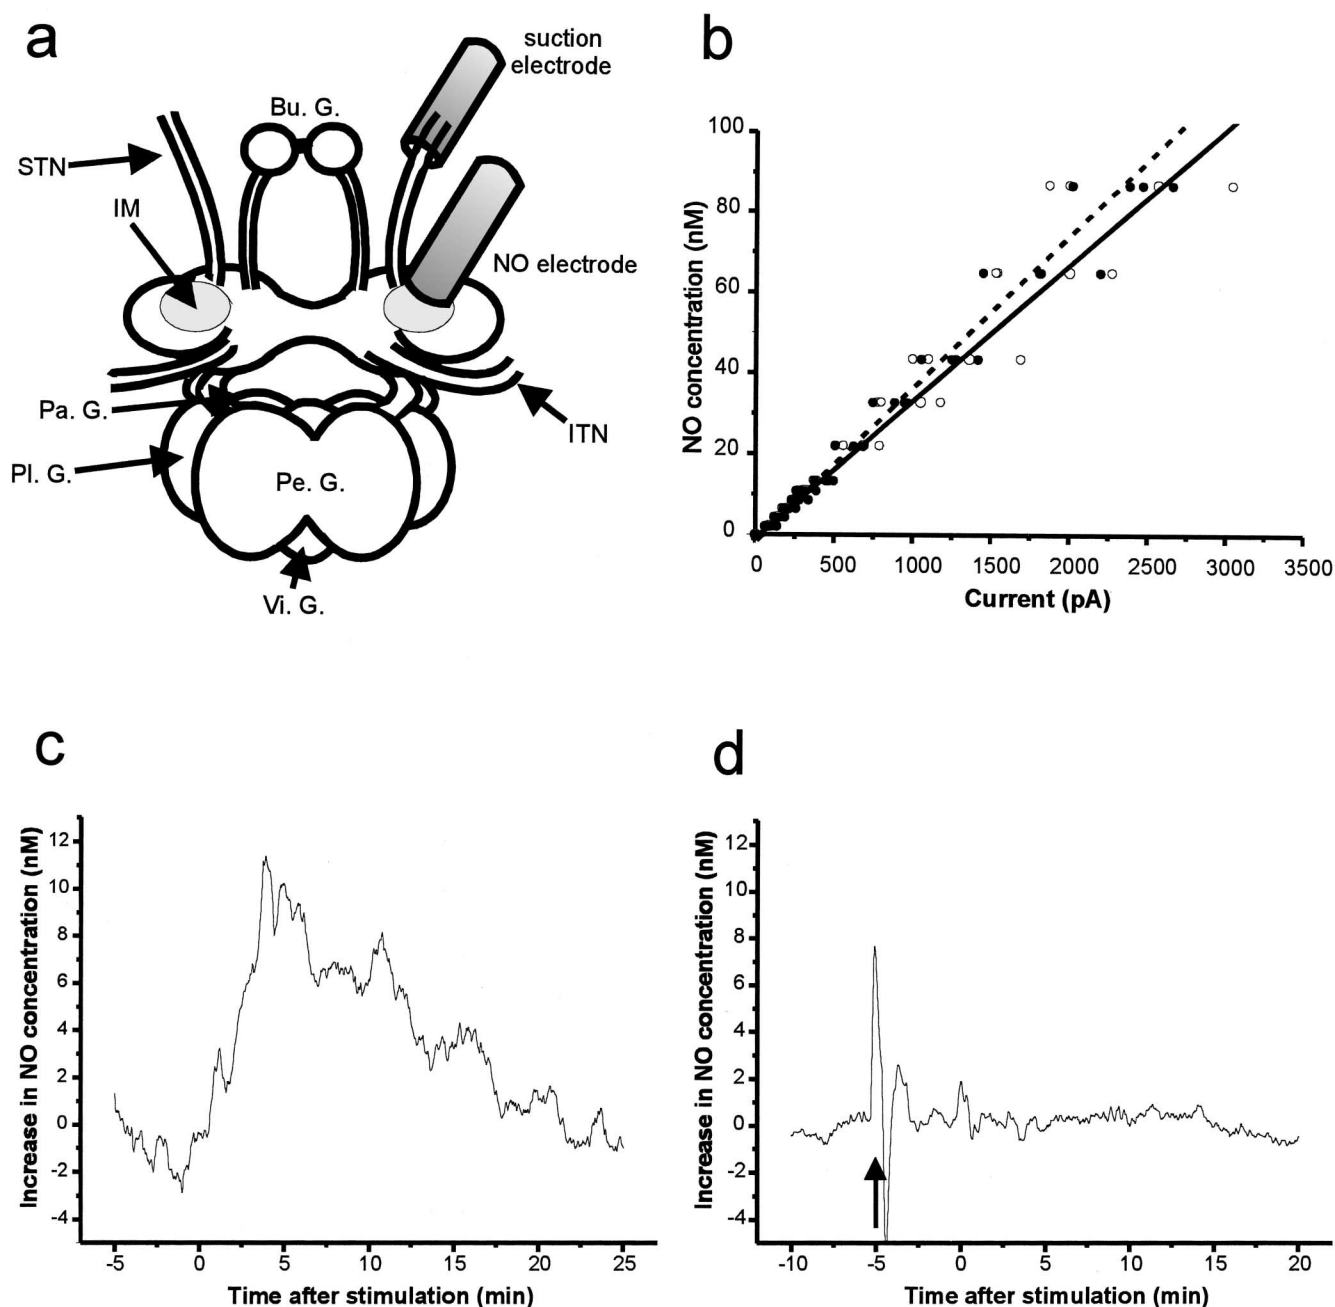 a
suction
electrode
Bu. G.
STN
IM
NO electrode
Pa. G.
ITN
Pl. G.
Pe. G.
Vi. G.
b
NO concentration (nM)
100
80
60
40
20
0
0 500 1000 1500 2000 2500 3000 3500
Current (pA)
c
Increase in NO concentration (nM)
12
10
8
6
4
2
0
-2
-4
-5 0 5 10 15 20 25
Time after stimulation (min)
d
Increase in NO concentration (nM)
12
10
8
6
4
2
0
-2
-4
-10 -5 0 5 10 15 20
Time after stimulation (min)